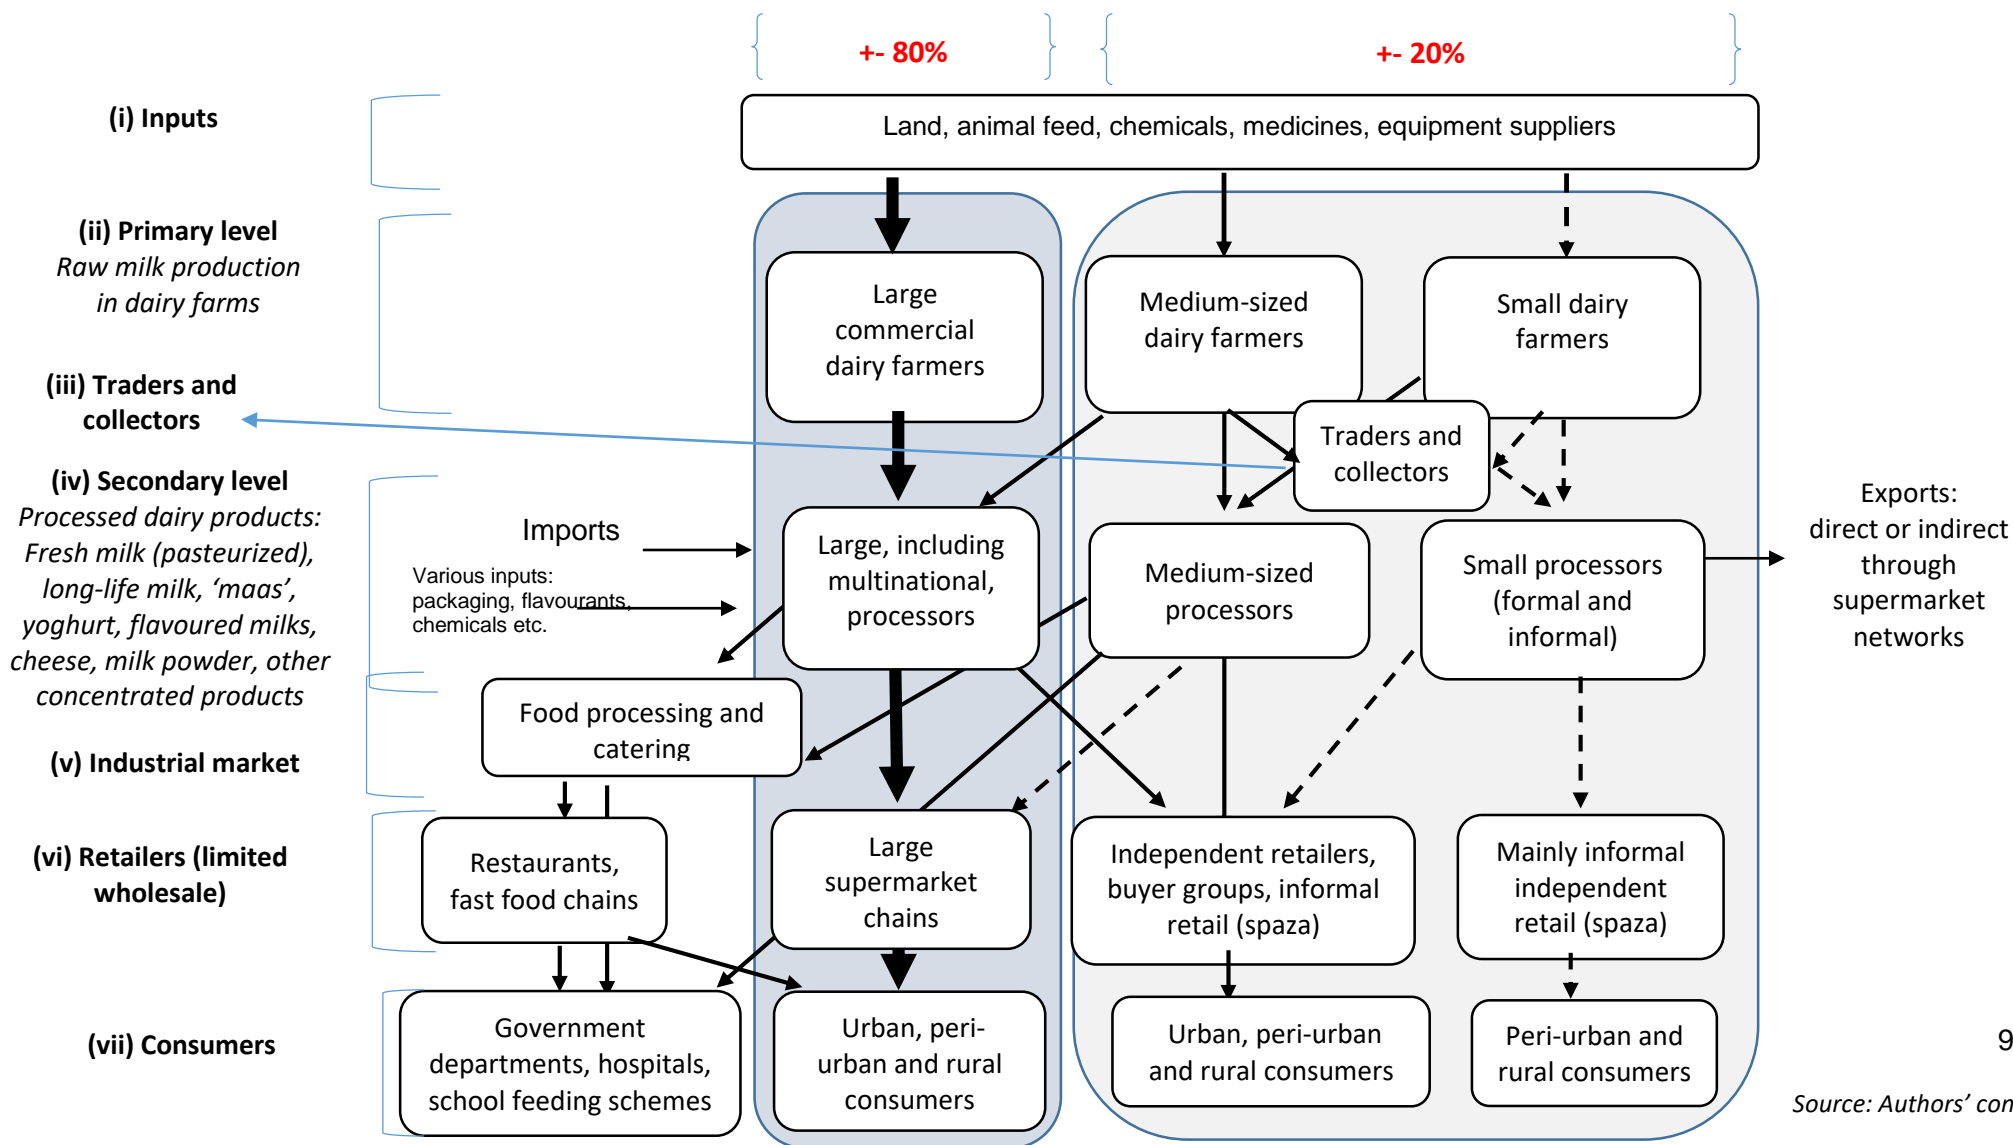 +- 80%
+- 20%
(i) Inputs
Land, animal feed, chemicals, medicines, equipment suppliers
(ii) Primary level
Raw milk production
in dairy farms
Large
commercial
dairy farmers
Medium-sized
dairy farmers
Small dairy
farmers
(iii) Traders and
collectors
Traders and
collectors
(iv) Secondary level
Processed dairy products:
Fresh milk (pasteurized),
long-life milk, ‘maas’,
yoghurt, flavoured milks,
cheese, milk powder, other
concentrated products
Imports
Various inputs:
packaging, flavourants,
chemicals etc.
Large, including
multinational,
processors
Medium-sized
processors
Small processors
(formal and
informal)
Exports:
direct or indirect
through
supermarket
networks
(v) Industrial market
Food processing and
catering
(vi) Retailers (limited
wholesale)
Restaurants,
fast food chains
Large
supermarket
chains
Independent retailers,
buyer groups, informal
retail (spaza)
Mainly informal
independent
retail (spaza)
(vii) Consumers
Government
departments, hospitals,
school feeding schemes
Urban, peri-
urban and rural
consumers
Urban, peri-urban
and rural consumers
Peri-urban and
rural consumers
9
Source: Authors’ con